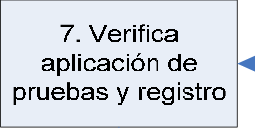 7. Verifica
aplicación de
pruebas y registro